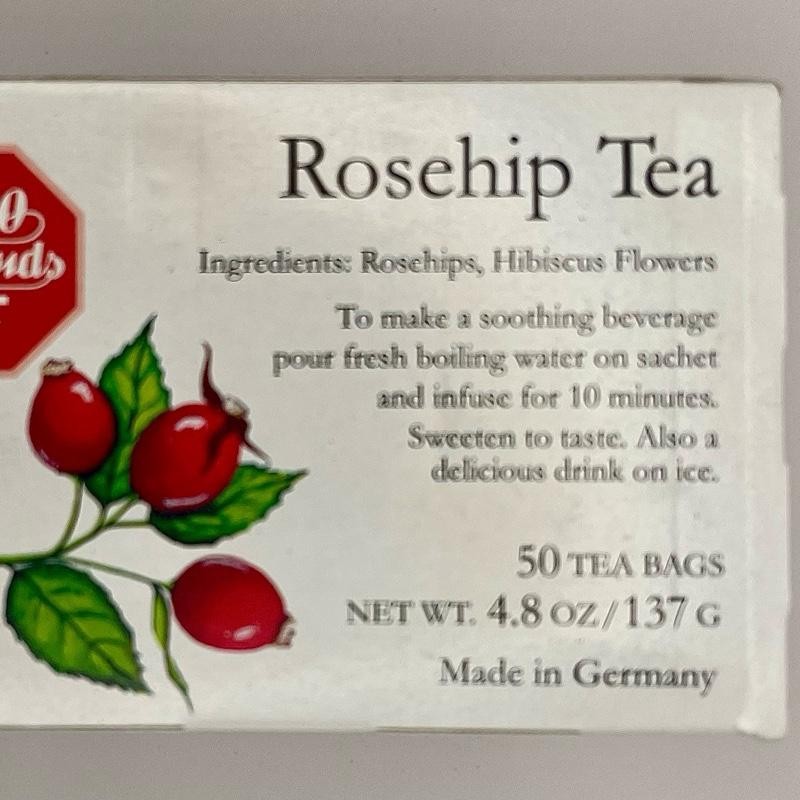 Rosehip Tea
Ingredients: Rosehips, Hibiscus Flowers
To make a soothing beverage
pour fresh boiling water on sachet
and infuse for 10 minutes.
Sweeten to taste. Also a
delicious drink on ice.
50 TEA BAGS
NET WT. 4.8 OZ/137 G
Made in Germany